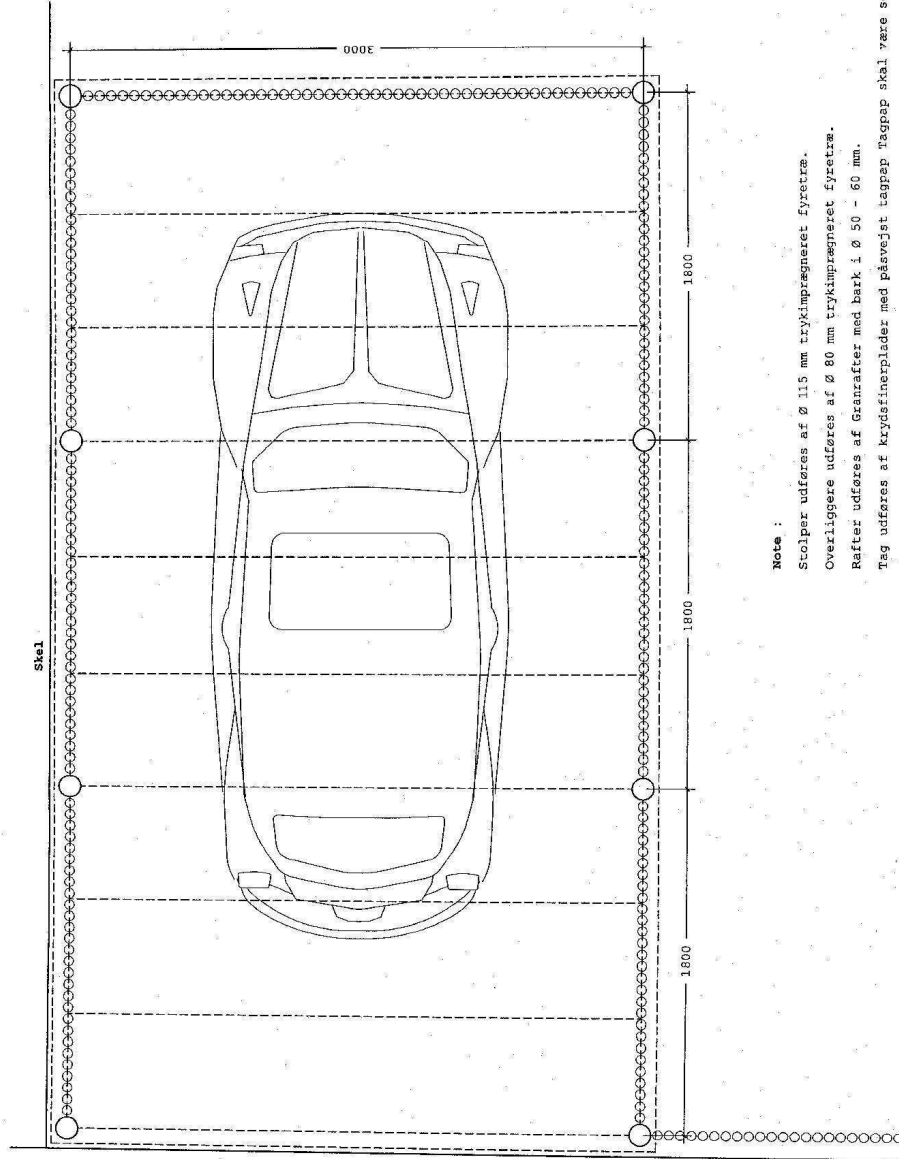 Skel
3000
1800
1800
1800
Note :
Stolper udføres af Ø 115 mm trykimprægneret fyretræ.
Overliggere udføres af Ø 80 mm trykimprægneret fyretræ.
Rafter udføres af Granrafter med bark i Ø 50 - 60 mm.
Tag udføres af krydsfinerplader med påsvejst tagpap Tagpap skal være s